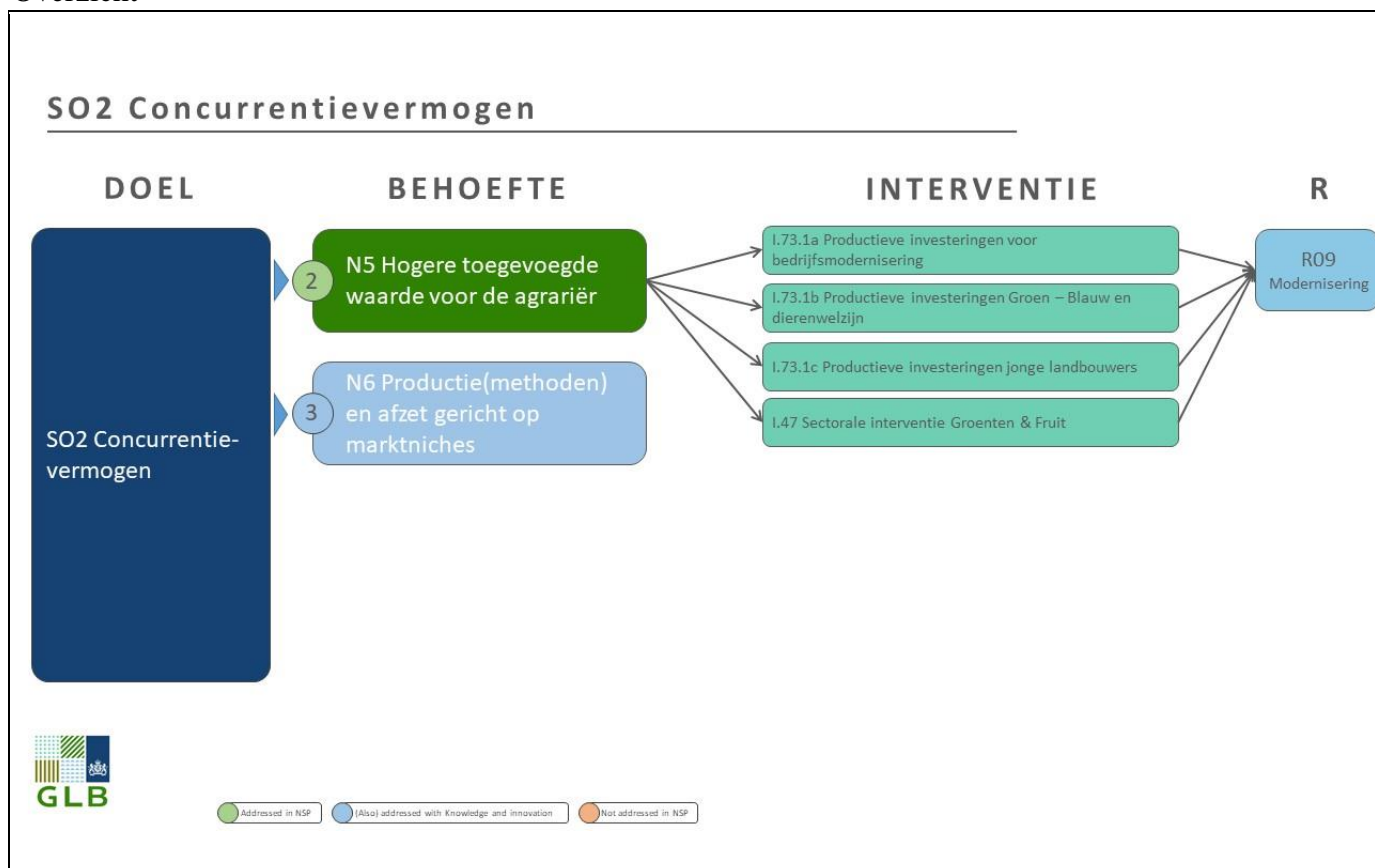 SO2 Concurrentievermogen
DOEL
BEHOEFTE
INTERVENTIE
R
SO2 Concurrentie-
vermogen
2
N5 Hogere toegevoegde
waarde voor de agrariër
3
N6 Productie(methoden)
en afzet gericht op
marktniches
I.73.1a Productieve investeringen voor
bedrijfsmodernisering
I.73.1b Productieve investeringen Groen – Blauw en
dierenwelzijn
I.73.1c Productieve investeringen jonge landbouwers
I.47 Sectorale interventie Groenten & Fruit
R09
Modernisering
GLB
Addressed in NSP
(Also) addressed with Knowledge and innovation
Not addressed in NSP